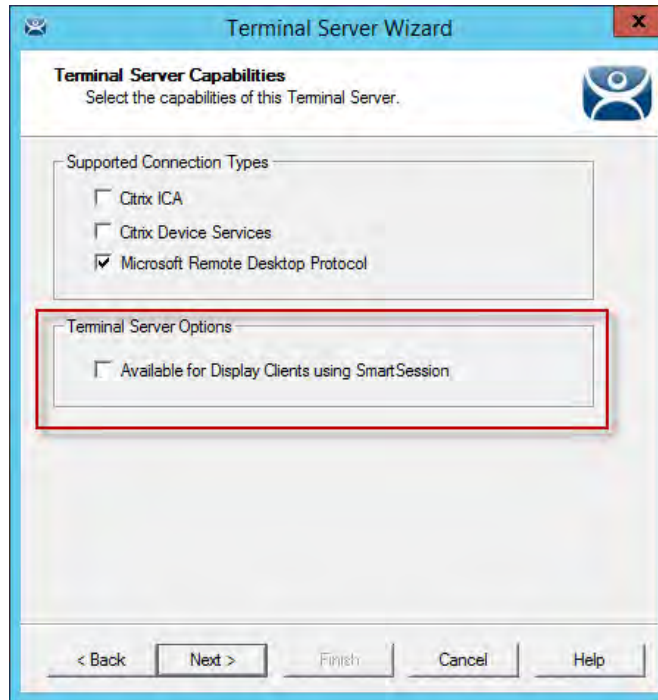 Terminal Server Wizard
x
Terminal Server Capabilities
Select the capabilities of this Terminal Server.
Supported Connection Types
Citrix ICA
Citrix Device Services
Microsoft Remote Desktop Protocol
Terminal Server Options
Available for Display Clients using SmartSession
< Back Next > Finish Cancel Help